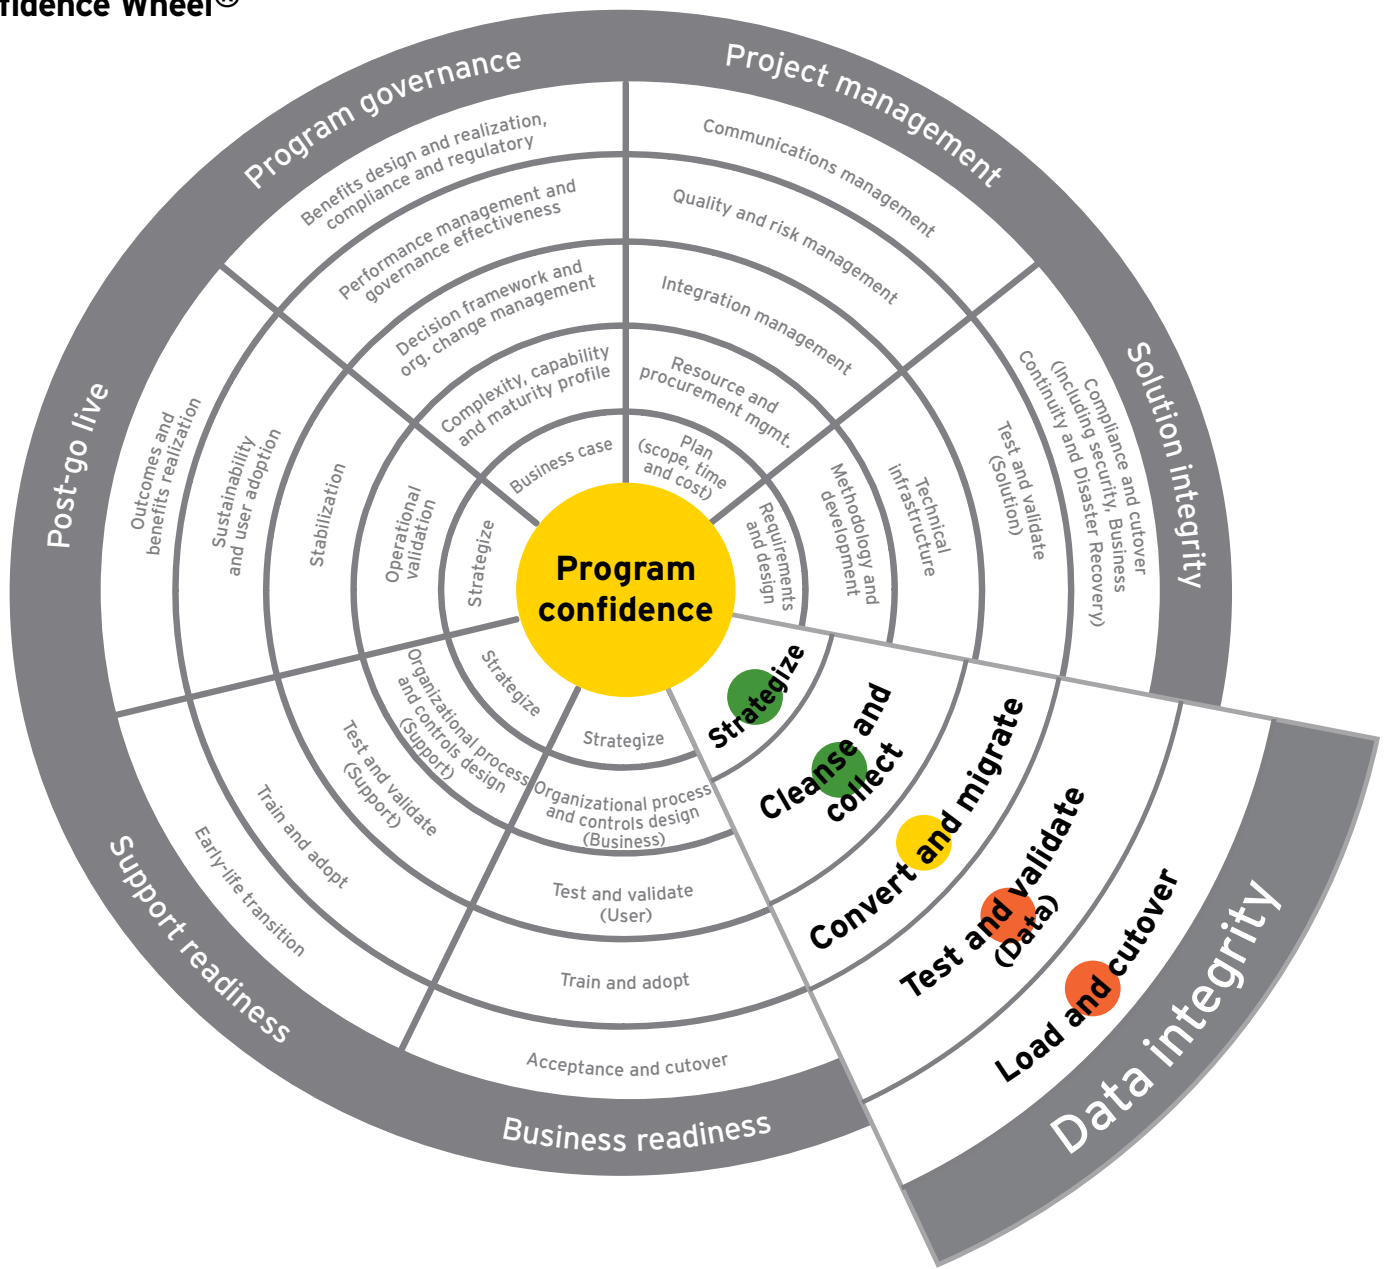 fidence Wheel®
Program governance
Benefits design and realization,
compliance and regulatory
Performance management and
governance effectiveness
Decision framework and
org. change management
Complexity, capability
and maturity profile
Business case
Project management
Communications management
Quality and risk management
Integration management
Resource and
procurement mgmt.
Plan
(scope, time
and cost)
Solution integrity
Compliance and cutover
(Including security, Business
Continuity and Disaster Recovery)
Test and validate
(Solution)
Technical
infrastructure
Methodology and
development
Requirements
and design
Program
confidence
Post-go live
Outcomes and
benefits realization
Sustainability
and user adoption
Stabilization
Operational
validation
Strategize
Support readiness
Strategize
Organizational process
and controls design
(Support)
Test and validate
(Support)
Train and adopt
Early-life transition
Business readiness
Strategize
Organizational process
and controls design
(Business)
Test and validate
(User)
Train and adopt
Acceptance and cutover
Data integrity
Strategize
Cleanse and
collect
Convert and migrate
Test and validate
(Data)
Load and cutover